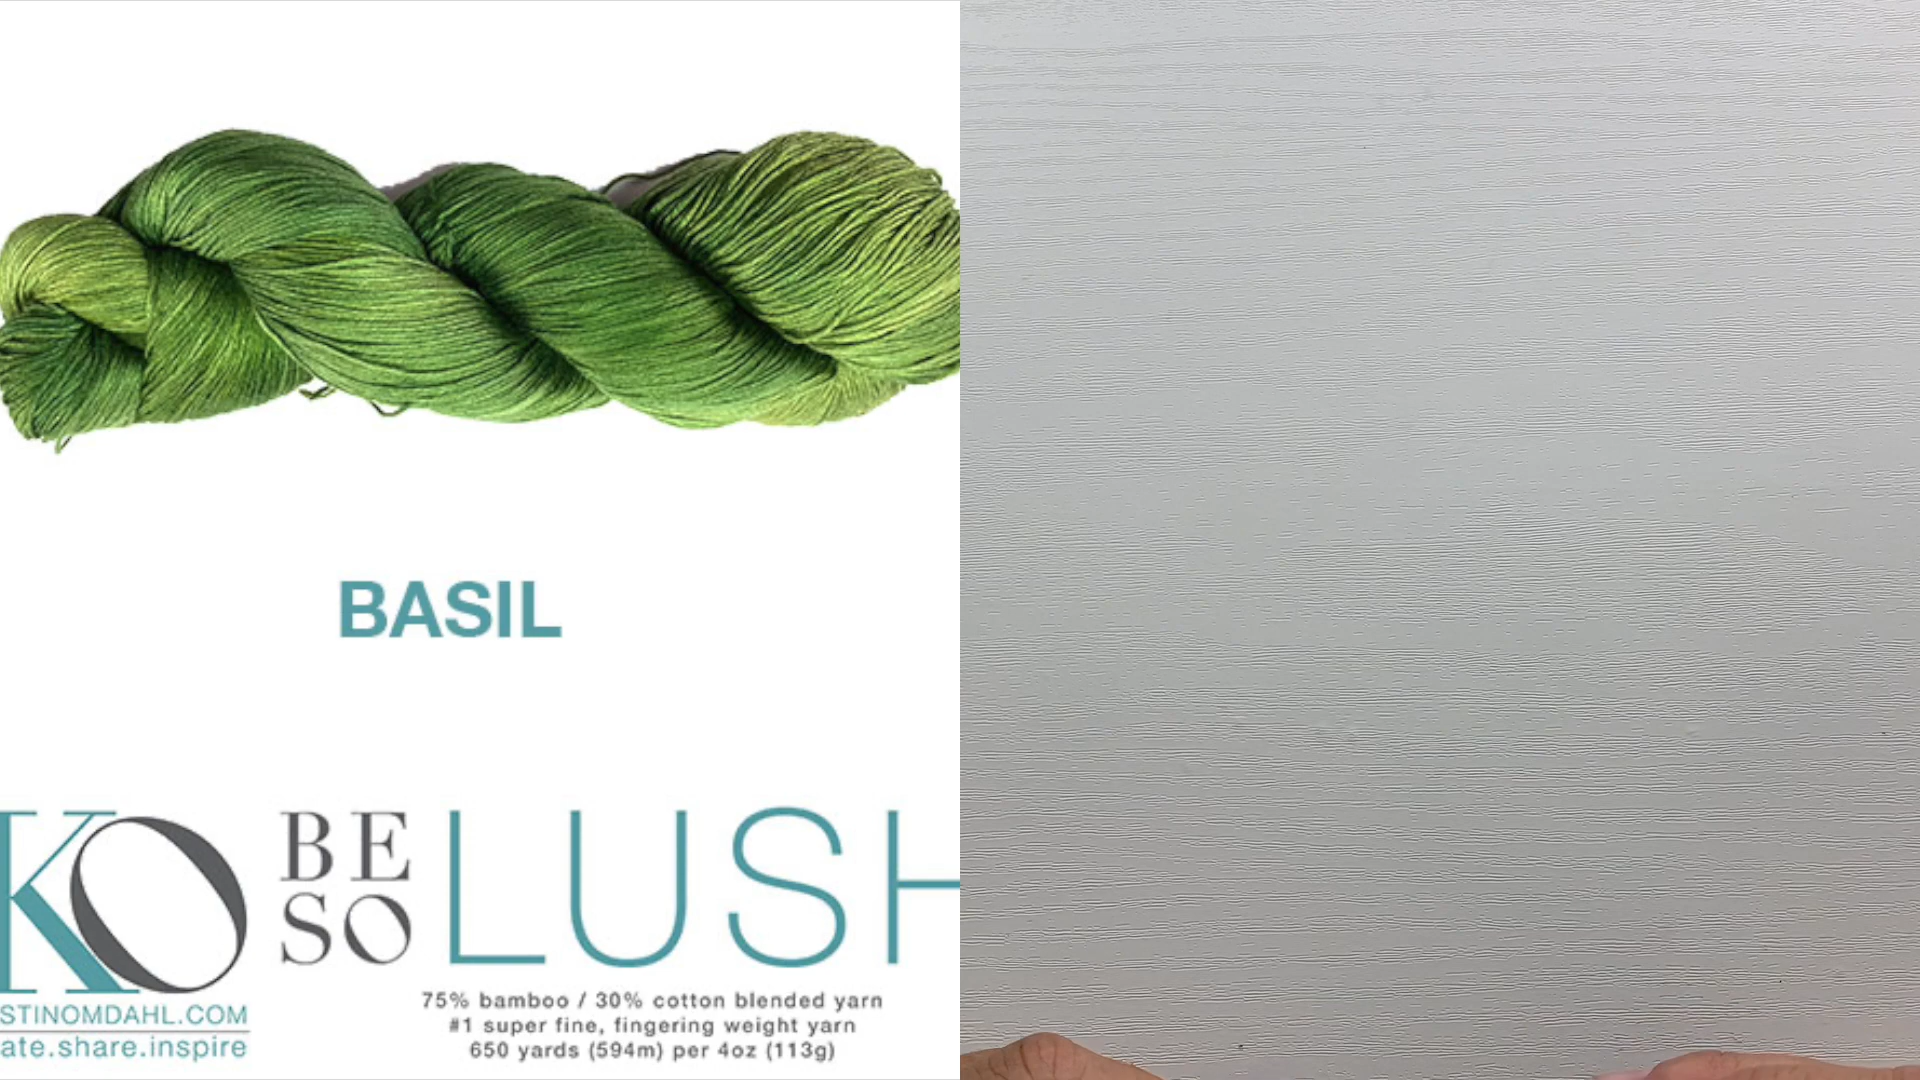 BASIL
KO
BE
SO
LUSH
STINOMDAHL.COM
ate.share.inspire
75% bamboo / 30% cotton blended yarn
#1 super fine, fingering weight yarn
650 yards (594m) per 4oz (113g)